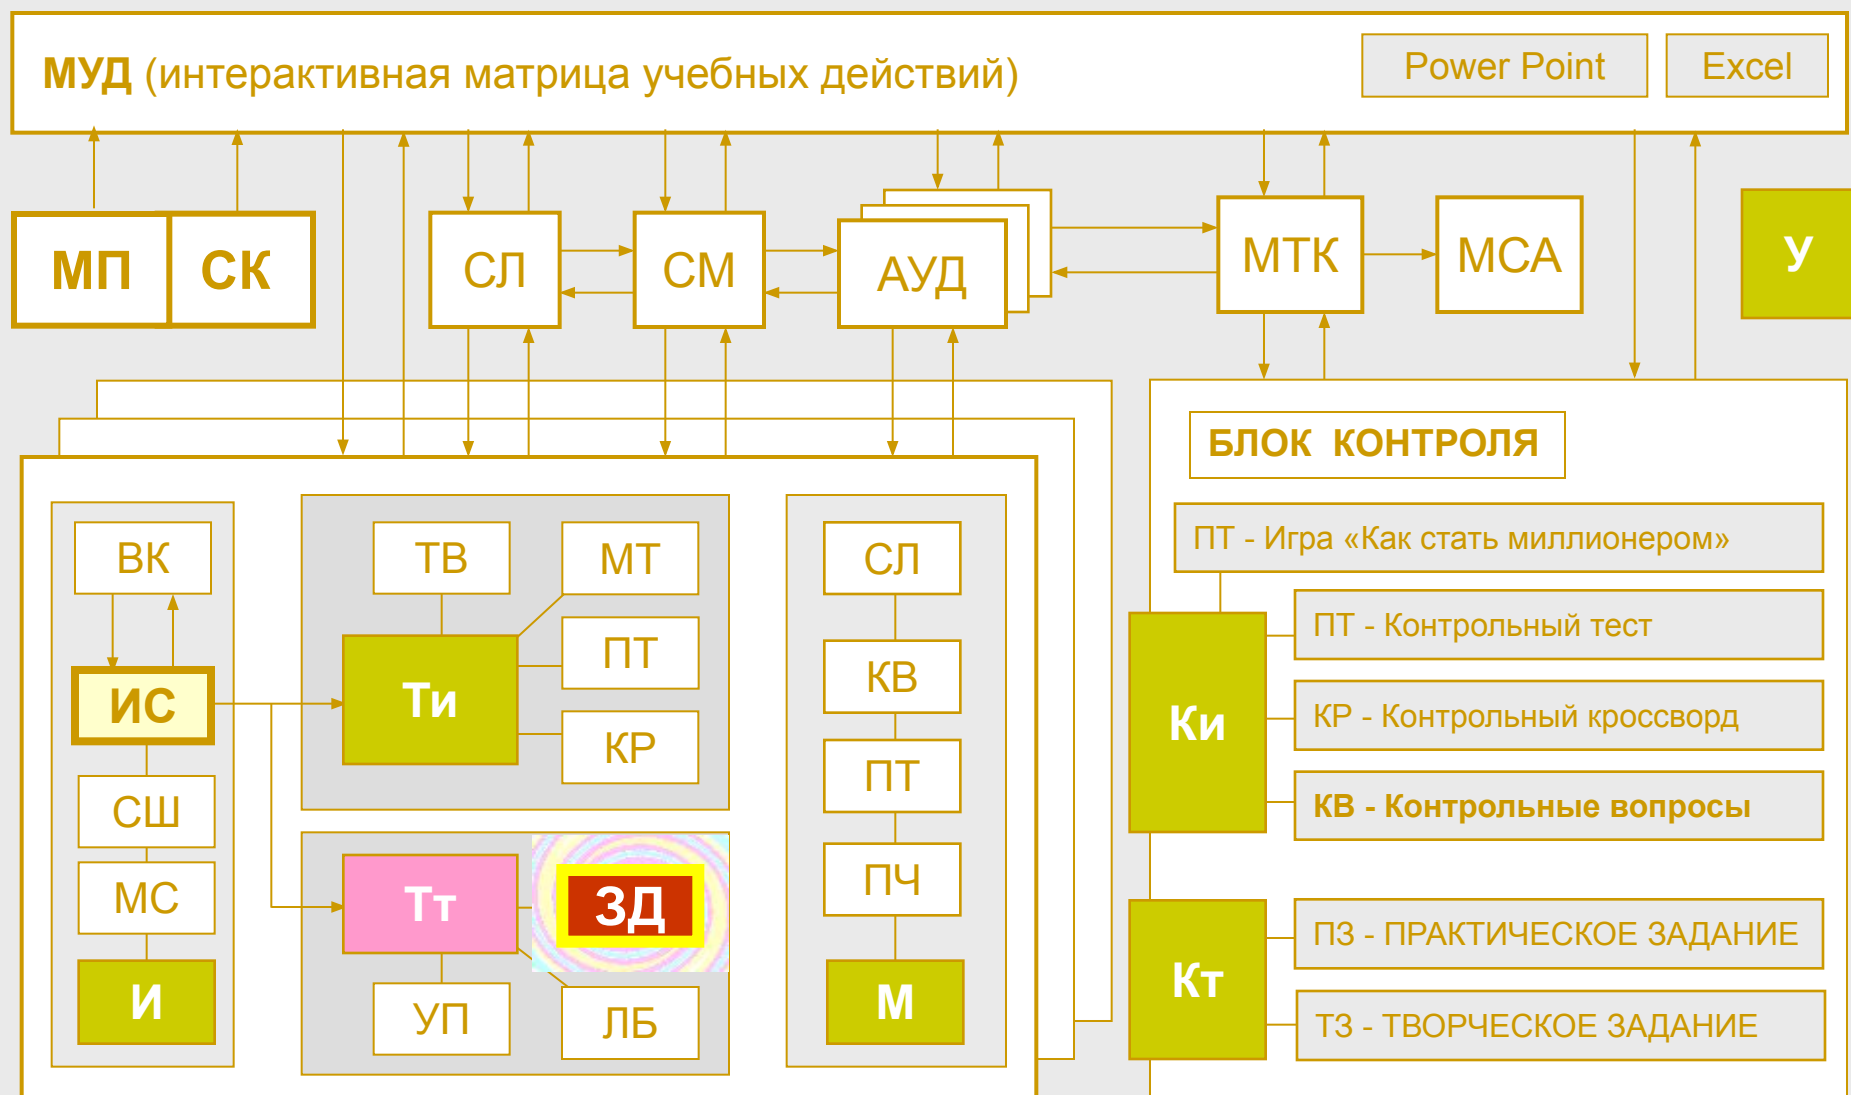 МУД (интерактивная матрица учебных действий)
Power Point
Excel
МП
СК
СЛ
СМ
АУД
МТК
МСА
У
ВК
ИС
СШ
МС
И
ТВ
МТ
Ти
ПТ
КР
Тт
ЗД
УП
ЛБ
СЛ
КВ
ПТ
ПЧ
М
БЛОК КОНТРОЛЯ
ПТ - Игра «Как стать миллионером»
Ки
ПТ - Контрольный тест
КР - Контрольный кроссворд
КВ - Контрольные вопросы
Кт
ПЗ - ПРАКТИЧЕСКОЕ ЗАДАНИЕ
ТЗ - ТВОРЧЕСКОЕ ЗАДАНИЕ